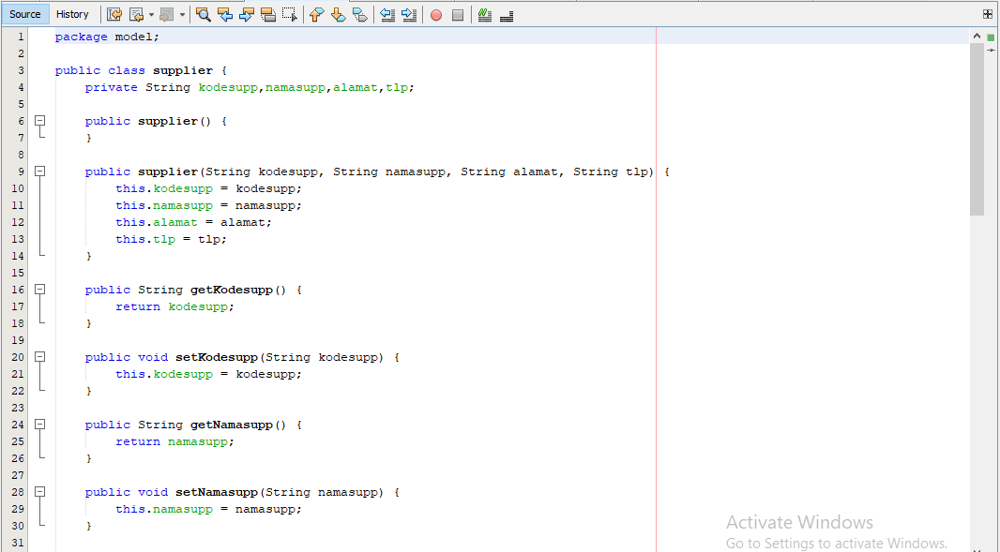 Source History
1 package model;
2
3 public class supplier {
4 private String kodesupp,namasupp,alamat,tlp;
5
6 public supplier() {
7 }
8
9 public supplier(String kodesupp, String namasupp, String alamat, String tlp) {
10 this.kodesupp = kodesupp;
11 this.namasupp = namasupp;
12 this.alamat = alamat;
13 this.tlp = tlp;
14 }
15
16 public String getKodesupp() {
17 return kodesupp;
18 }
19
20 public void setKodesupp(String kodesupp) {
21 this.kodesupp = kodesupp;
22 }
23
24 public String getNamasupp() {
25 return namasupp;
26 }
27
28 public void setNamasupp(String namasupp) {
29 this.namasupp = namasupp;
30 }
31
Activate Windows
Go to Settings to activate Windows.